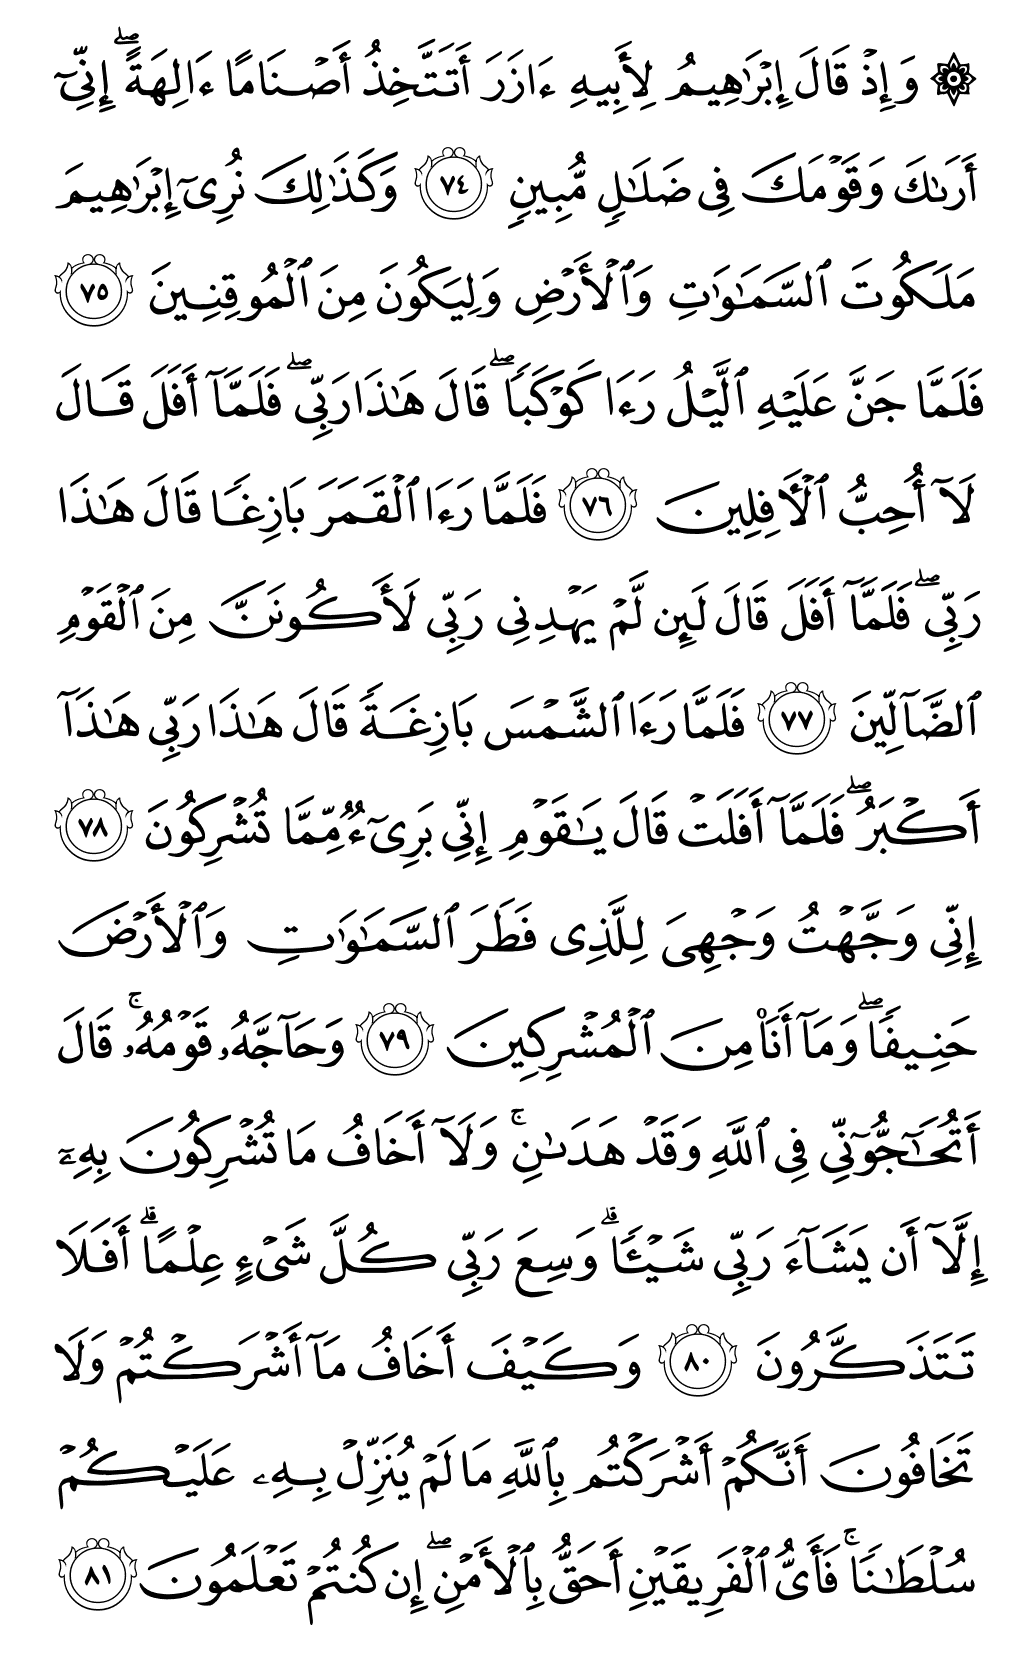 ۞ وَإِذۡ قَالَ إِبۡرَٰهِيمُ لِأَبِيهِ ءَازَرَ أَتَتَّخِذُ أَصۡنَامًا ءَالِهَةً ۖ إِنِّىٓ
أَرَىٰكَ وَقَوۡمَكَ فِى ضَلَٰلٍ مُّبِينٍ ٧٤ وَكَذَٰلِكَ نُرِىٓ إِبۡرَٰهِيمَ
مَلَكُوتَ ٱلسَّمَٰوَٰتِ وَٱلۡأَرۡضِ وَلِيَكُونَ مِنَ ٱلۡمُوقِنِينَ ٧٥
فَلَمَّا جَنَّ عَلَيۡهِ ٱلَّيۡلُ رَءَا كَوۡكَبًا ۖ قَالَ هَٰذَا رَبِّى ۖ فَلَمَّآ أَفَلَ قَالَ
لَآ أُحِبُّ ٱلۡأٓفِلِينَ ٧٦ فَلَمَّا رَءَا ٱلۡقَمَرَ بَازِغًا قَالَ هَٰذَا
رَبِّى ۖ فَلَمَّآ أَفَلَ قَالَ لَئِن لَّمۡ يَهۡدِنِى رَبِّى لَأَكُونَنَّ مِنَ ٱلۡقَوۡمِ
ٱلضَّآلِّينَ ٧٧ فَلَمَّا رَءَا ٱلشَّمۡسَ بَازِغَةً قَالَ هَٰذَا رَبِّى هَٰذَآ
أَكۡبَرُ ۖ فَلَمَّآ أَفَلَتۡ قَالَ يَٰقَوۡمِ إِنِّى بَرِىٓءٌ مِّمَّا تُشۡرِكُونَ ٧٨
إِنِّى وَجَّهۡتُ وَجۡهِىَ لِلَّذِى فَطَرَ ٱلسَّمَٰوَٰتِ وَٱلۡأَرۡضَ
حَنِيفًا ۖ وَمَآ أَنَا۠ مِنَ ٱلۡمُشۡرِكِينَ ٧٩ وَحَآجَّهُۥ قَوۡمُهُۥ ۚ قَالَ
أَتُحَٰٓجُّوٓنِّى فِى ٱللَّهِ وَقَدۡ هَدَىٰنِ ۚ وَلَآ أَخَافُ مَا تُشۡرِكُونَ بِهِۦٓ
إِلَّآ أَن يَشَآءَ رَبِّى شَيۡـًٔا ۗ وَسِعَ رَبِّى كُلَّ شَىۡءٍ عِلۡمًا ۗ أَفَلَا
تَتَذَكَّرُونَ ٨٠ وَكَيۡفَ أَخَافُ مَآ أَشۡرَكۡتُمۡ وَلَا
تَخَافُونَ أَنَّكُمۡ أَشۡرَكۡتُم بِٱللَّهِ مَا لَمۡ يُنَزِّلۡ بِهِۦ عَلَيۡكُمۡ
سُلۡطَٰنًا ۚ فَأَىُّ ٱلۡفَرِيقَيۡنِ أَحَقُّ بِٱلۡأَمۡنِ ۖ إِن كُنتُمۡ تَعۡلَمُونَ ٨١